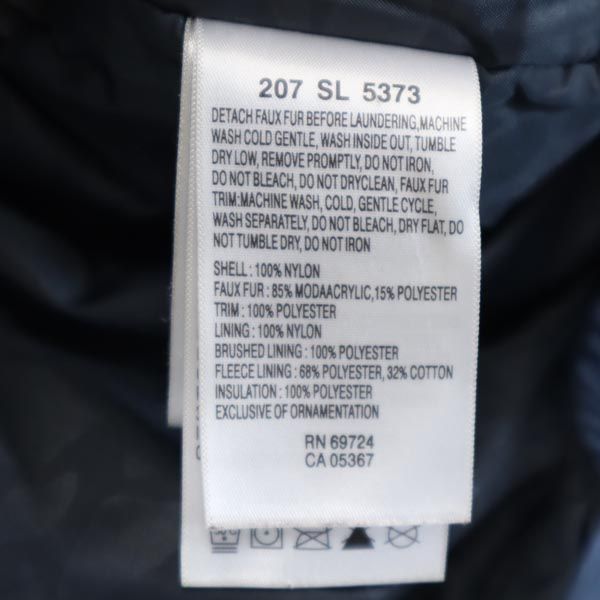 207 SL 5373
DETACH FAUX FUR BEFORE LAUNDERING,MACHINE
WASH COLD GENTLE, WASH INSIDE OUT, TUMBLE
DRY LOW, REMOVE PROMPTLY, DO NOT IRON,
DO NOT BLEACH, DO NOT DRYCLEAN, FAUX FUR
TRIM:MACHINE WASH, COLD, GENTLE CYCLE,
WASH SEPARATELY, DO NOT BLEACH, DRY FLAT, DO
NOT TUMBLE DRY, DO NOT IRON
SHELL : 100% NYLON
FAUX FUR : 85% MODAACRYLIC,15% POLYESTER
TRIM : 100% POLYESTER
LINING : 100% NYLON
BRUSHED LINING : 100% POLYESTER
FLEECE LINING : 68% POLYESTER, 32% COTTON
INSULATION : 100% POLYESTER
EXCLUSIVE OF ORNAMENTATION
RN 69724
CA 05367